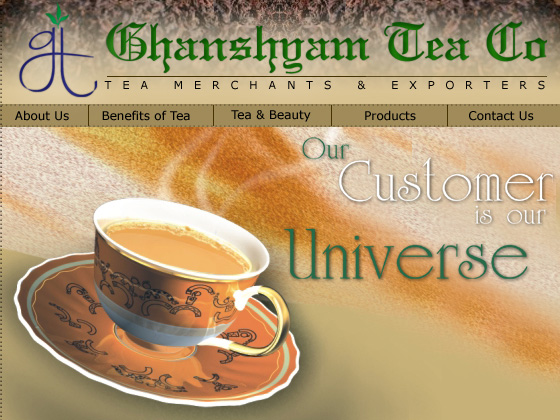 gt
Ghanshyam Tea Co
TEA MERCHANTS & EXPORTERS
About Us Benefits of Tea Tea & Beauty Products Contact Us
Our
Customer
is our
Universe